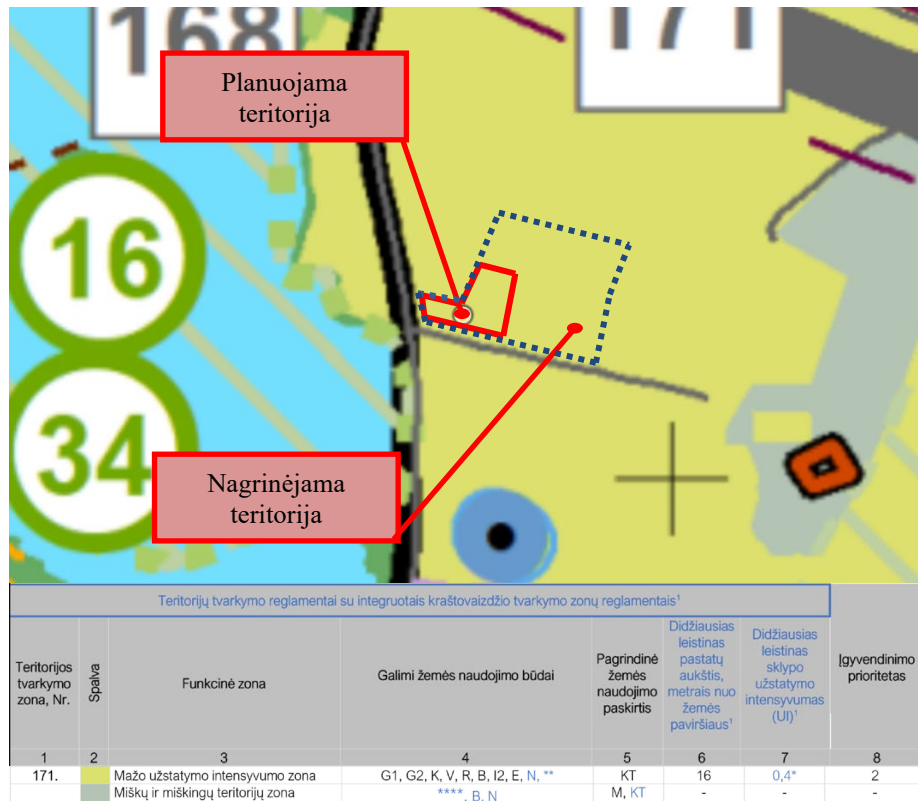 168
171
Planuojama
teritorija
16
34
Nagrinėjama
teritorija
Teritorijų tvarkymo reglamentai su integruotais kraštovaizdžio tvarkymo zonų reglamentais¹
Teritorijos
tvarkymo
zona, Nr.
Spalva
Funkcinė zona
Galimi žemės naudojimo būdai
Pagrindinė
žemės
naudojimo
paskirtis
Didžiausias
leistinas
pastatų
aukštis,
metrais nuo
žemės
paviršiaus¹
Didžiausias
leistinas
sklypo
užstatymo
intensyvumas
(UI)¹
Įgyvendinimo
prioritetas
1 2 3 4 5 6 7 8
171. Mažo užstatymo intensyvumo zona G1, G2, K, V, R, B, I2, E, N, ** KT 16 0,4* 2
Miškų ir miškingų teritorijų zona ****, B, N M, KT - - -